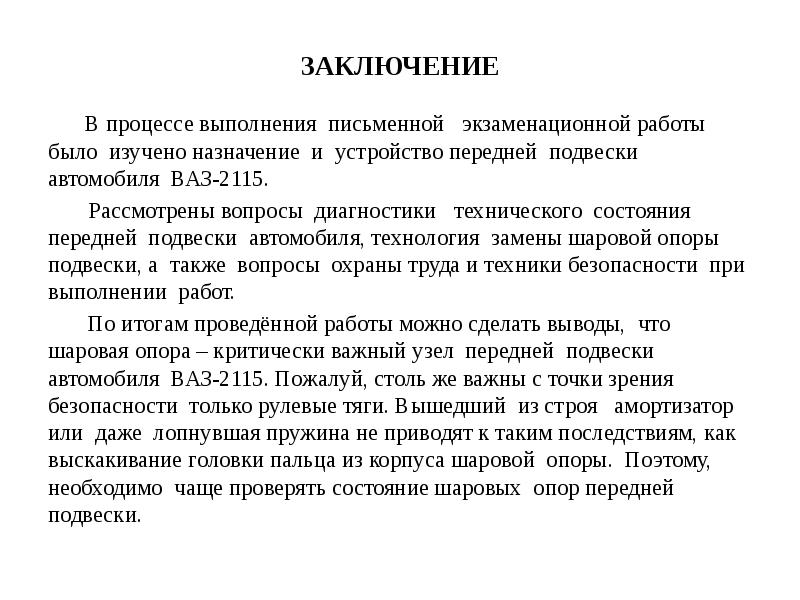 ЗАКЛЮЧЕНИЕ
В процессе выполнения письменной экзаменационной работы
было изучено назначение и устройство передней подвески
автомобиля ВАЗ-2115.
Рассмотрены вопросы диагностики технического состояния
передней подвески автомобиля, технология замены шаровой опоры
подвески, а также вопросы охраны труда и техники безопасности при
выполнении работ.
По итогам проведённой работы можно сделать выводы, что
шаровая опора – критически важный узел передней подвески
автомобиля ВАЗ-2115. Пожалуй, столь же важны с точки зрения
безопасности только рулевые тяги. Вышедший из строя амортизатор
или даже лопнувшая пружина не приводят к таким последствиям, как
выскакивание головки пальца из корпуса шаровой опоры. Поэтому,
необходимо чаще проверять состояние шаровых опор передней
подвески.